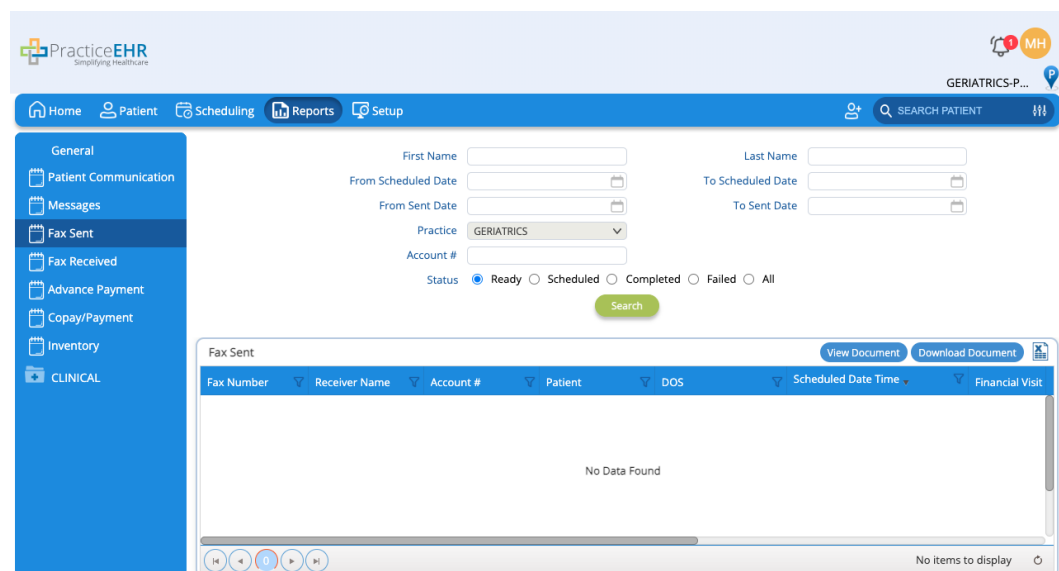 PracticeEHR
Simplifying Healthcare
1
MH
GERIATRICS-P...
P
Home Patient Scheduling Reports Setup SEARCH PATIENT
General
Patient Communication
Messages
Fax Sent
Fax Received
Advance Payment
Copay/Payment
Inventory
CLINICAL
First Name Last Name
From Scheduled Date To Scheduled Date
From Sent Date To Sent Date
Practice GERIATRICS
Account #
Status Ready Scheduled Completed Failed All
Search
Fax Sent View Document Download Document
Fax Number Receiver Name Account # Patient DOS Scheduled Date Time Financial Visit
No Data Found
0 No items to display